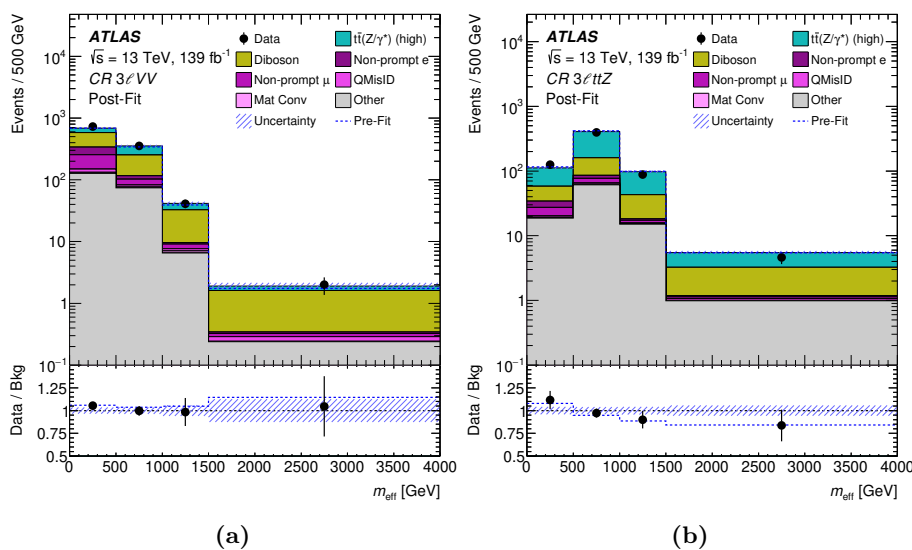 Events / 500 GeV
10⁴
10³
10²
10
1
10⁻¹
ATLAS
√s = 13 TeV, 139 fb⁻¹
CR 3ℓVV
Post-Fit
Data
tt̄(Z/γ*) (high)
Diboson
Non-prompt e
Non-prompt μ
QMisID
Mat Conv
Other
Uncertainty
Pre-Fit
Data / Bkg
1.25
1
0.75
0.5
0 500 1000 1500 2000 2500 3000 3500 4000
m_eff [GeV]
(a)
Events / 500 GeV
10⁴
10³
10²
10
1
10⁻¹
ATLAS
√s = 13 TeV, 139 fb⁻¹
CR 3ℓttZ
Post-Fit
Data
tt̄(Z/γ*) (high)
Diboson
Non-prompt e
Non-prompt μ
QMisID
Mat Conv
Other
Uncertainty
Pre-Fit
Data / Bkg
1.25
1
0.75
0.5
0 500 1000 1500 2000 2500 3000 3500 4000
m_eff [GeV]
(b)